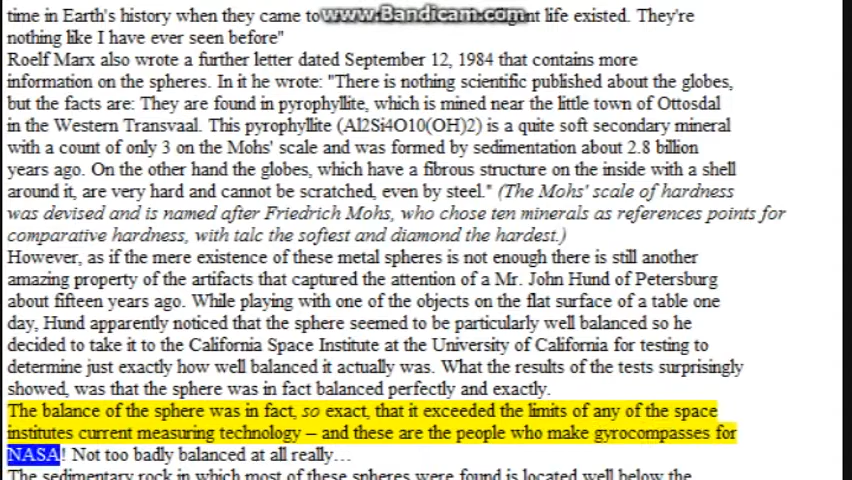 time in Earth's history when they came to www.Bandicam.com nt life existed. They're
nothing like I have ever seen before"
Roelf Marx also wrote a further letter dated September 12, 1984 that contains more
information on the spheres. In it he wrote: "There is nothing scientific published about the globes,
but the facts are: They are found in pyrophyllite, which is mined near the little town of Ottosdal
in the Western Transvaal. This pyrophyllite (Al2Si4O10(OH)2) is a quite soft secondary mineral
with a count of only 3 on the Mohs' scale and was formed by sedimentation about 2.8 billion
years ago. On the other hand the globes, which have a fibrous structure on the inside with a shell
around it, are very hard and cannot be scratched, even by steel." (The Mohs' scale of hardness
was devised and is named after Friedrich Mohs, who chose ten minerals as references points for
comparative hardness, with talc the softest and diamond the hardest.)
However, as if the mere existence of these metal spheres is not enough there is still another
amazing property of the artifacts that captured the attention of a Mr. John Hund of Petersburg
about fifteen years ago. While playing with one of the objects on the flat surface of a table one
day, Hund apparently noticed that the sphere seemed to be particularly well balanced so he
decided to take it to the California Space Institute at the University of California for testing to
determine just exactly how well balanced it actually was. What the results of the tests surprisingly
showed, was that the sphere was in fact balanced perfectly and exactly.
The balance of the sphere was in fact, so exact, that it exceeded the limits of any of the space
institutes current measuring technology – and these are the people who make gyrocompasses for
NASA! Not too badly balanced at all really…
The sedimentary rock in which most of these spheres were found is located well below the